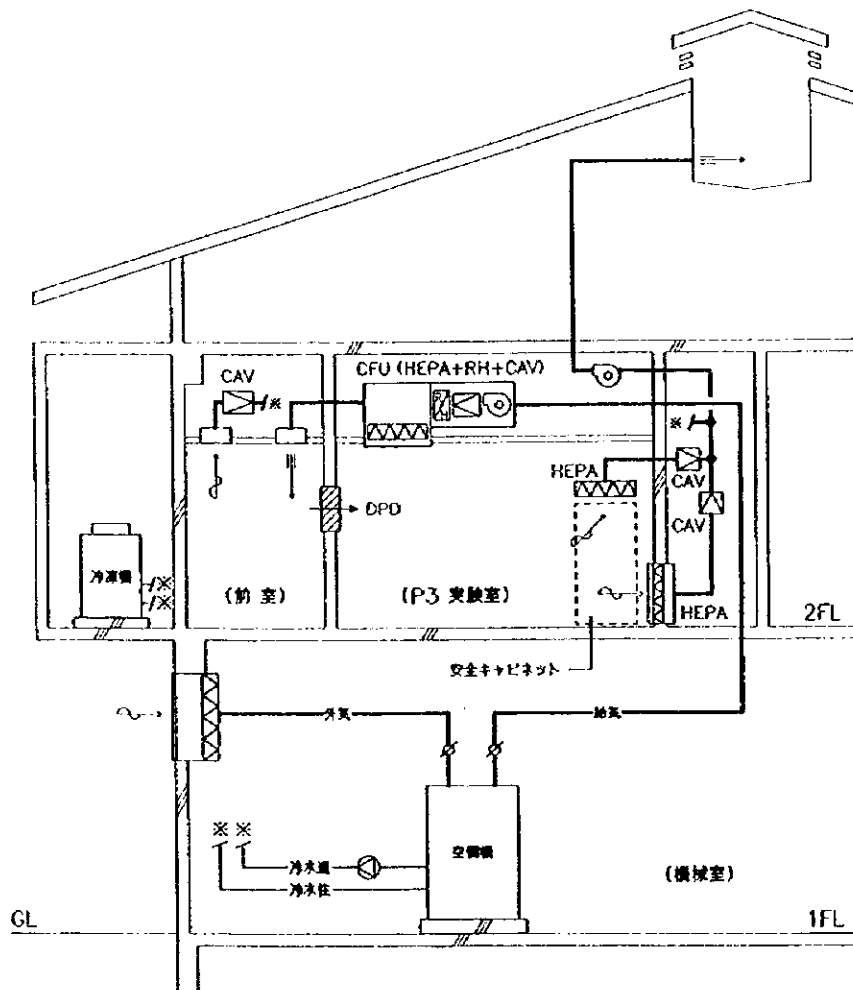 CFU (HEPA+RH+CAV)
CAV
※
※
HEPA
CAV
CAV
DPD
冷凍機
※
※
(前室)
(P3 実験室)
HEPA
2FL
安全キャビネット
外気
給気
※ ※
空調機
冷水還
冷水往
(機械室)
GL
1FL